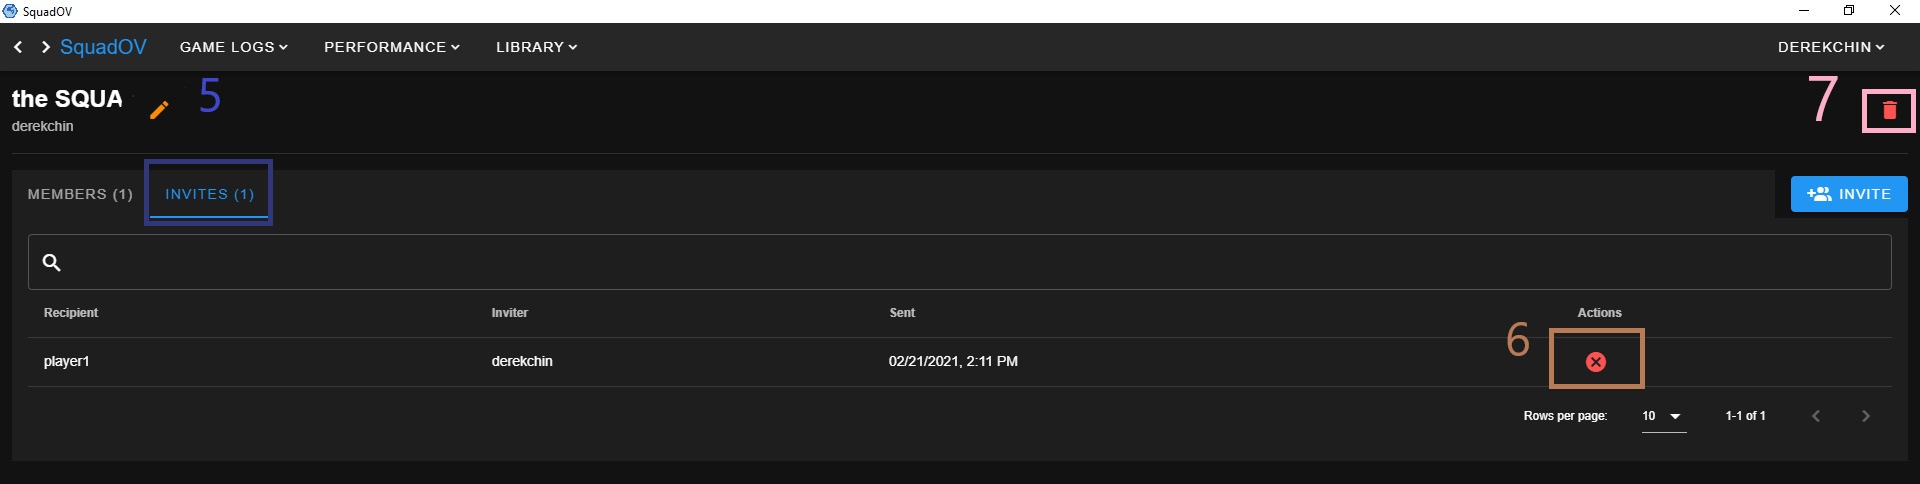 SquadOV
SquadOV GAME LOGS PERFORMANCE LIBRARY DEREKCHIN
the SQUA 5 7
derekchin
MEMBERS (1) INVITES (1) INVITE
Recipient Inviter Sent Actions
6
player1 derekchin 02/21/2021, 2:11 PM
Rows per page: 10 1-1 of 1